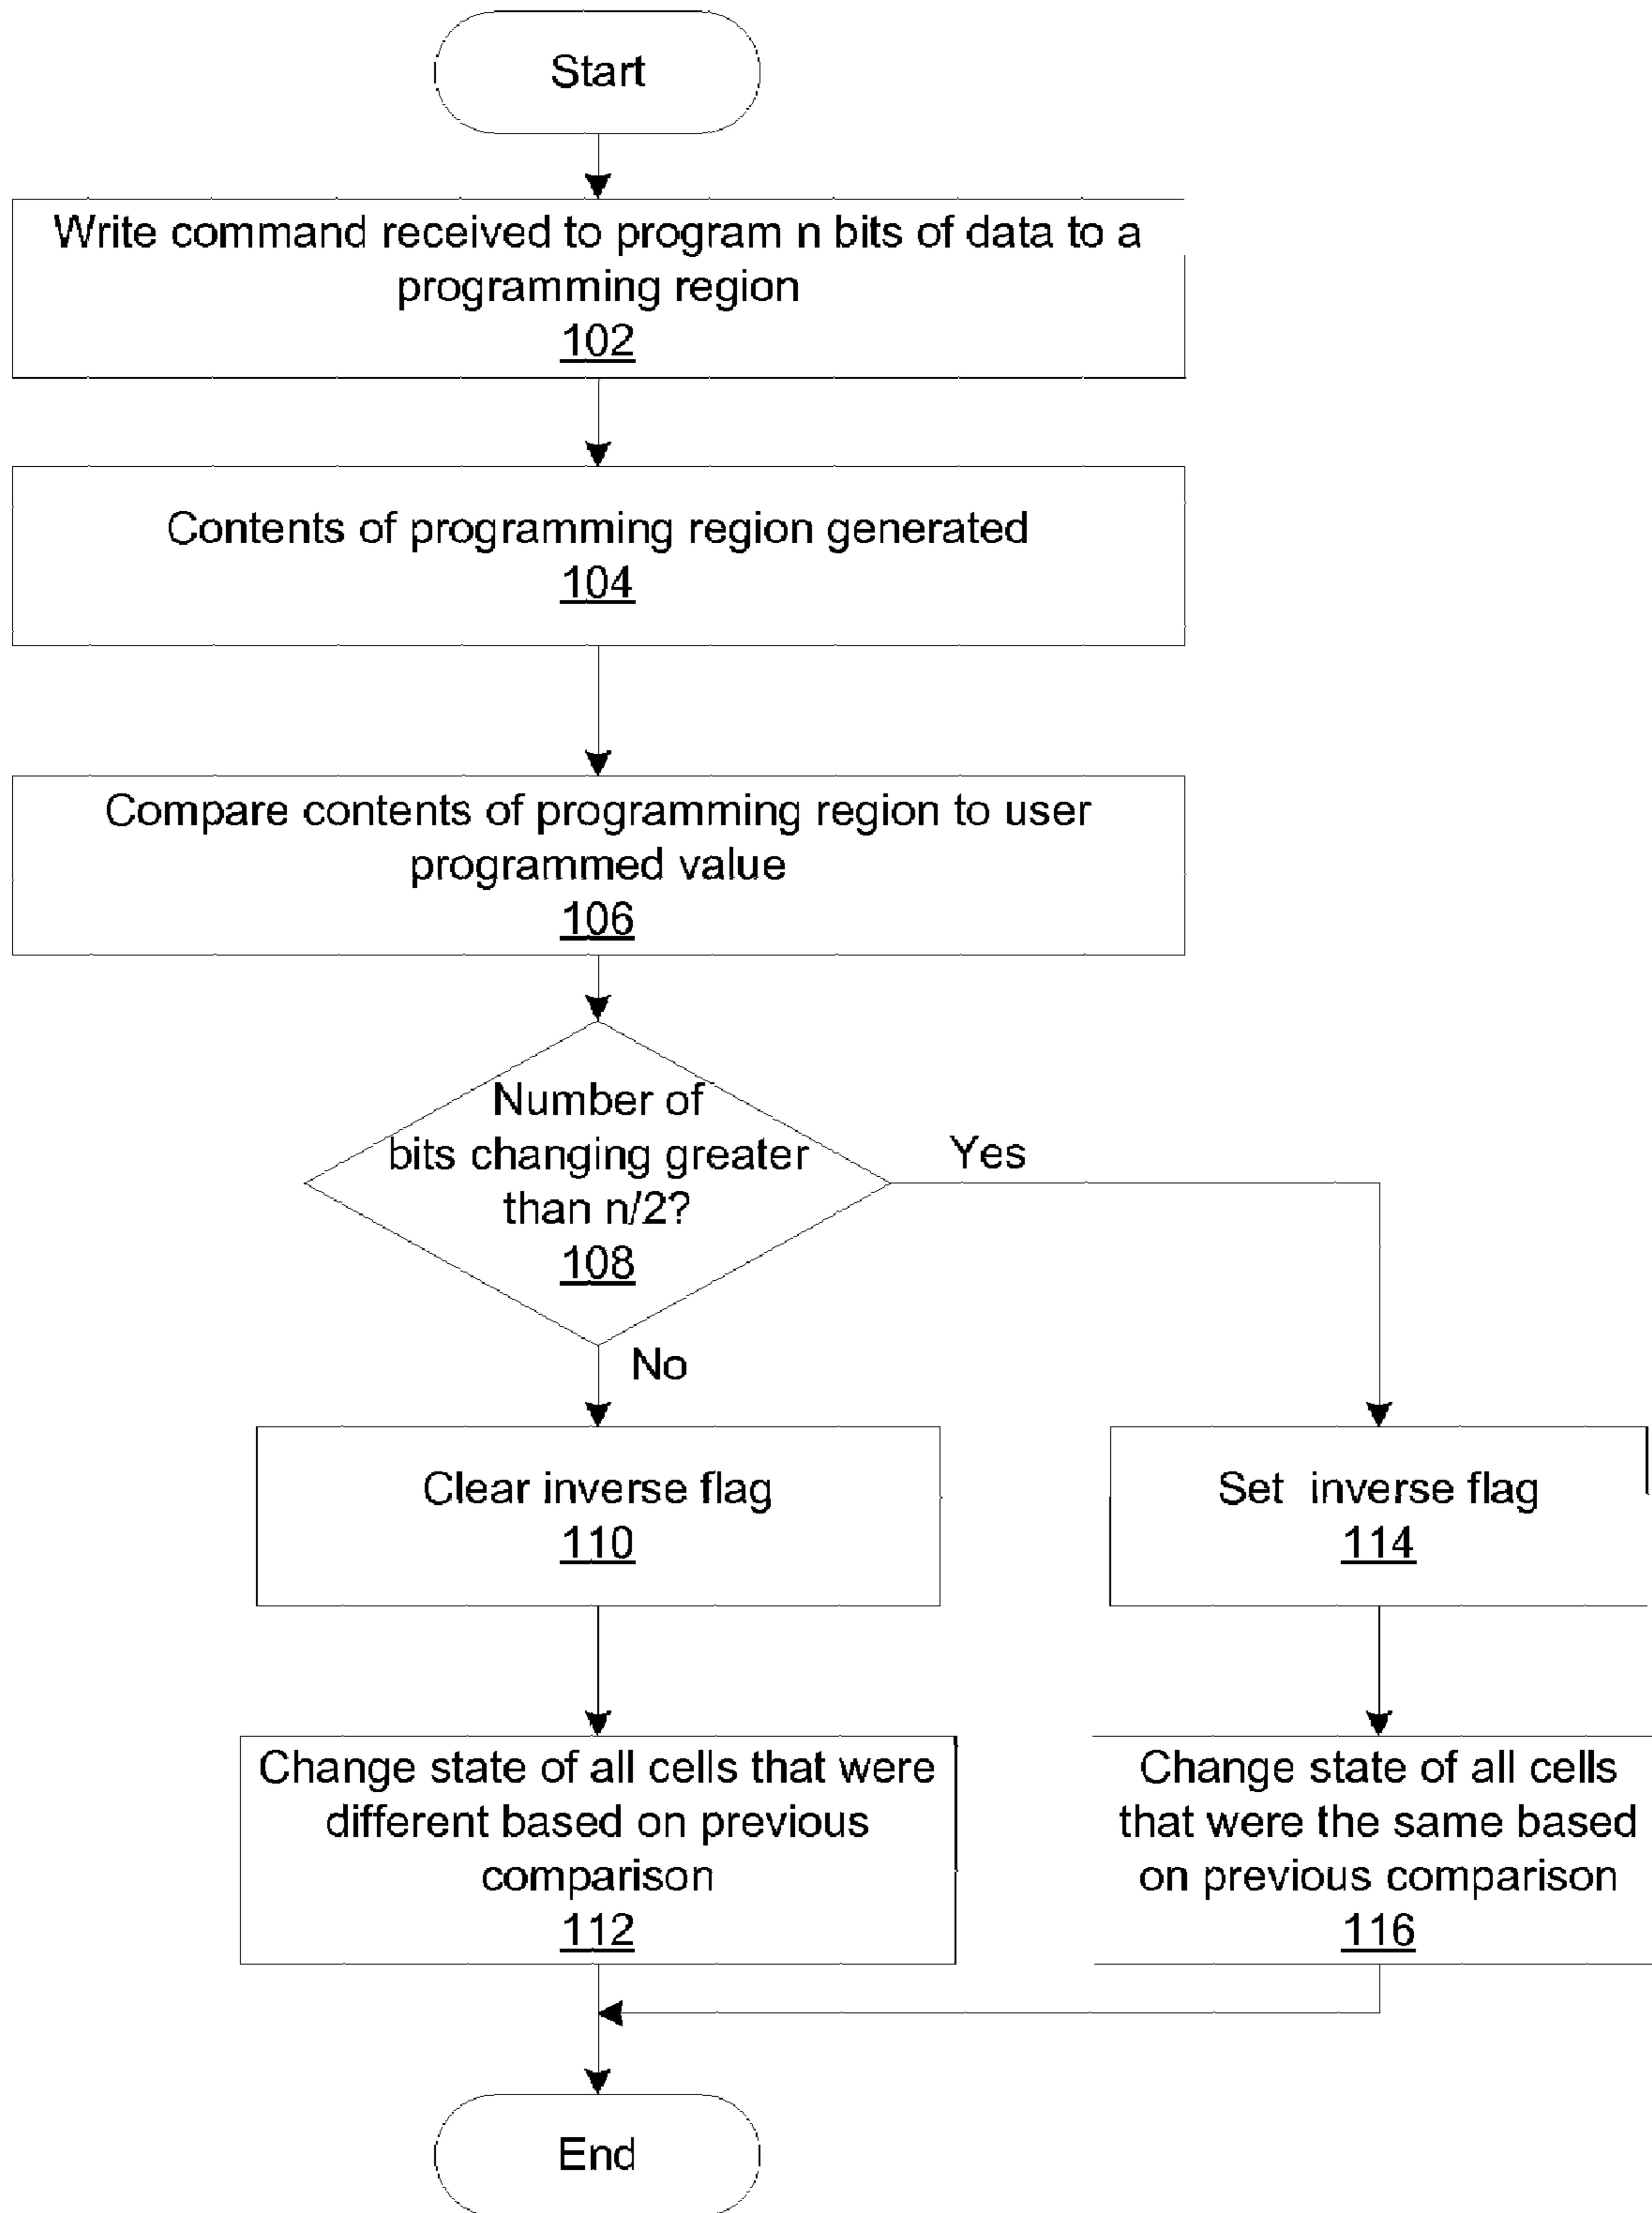 Start
Write command received to program n bits of data to a
programming region
102
Contents of programming region generated
104
Compare contents of programming region to user
programmed value
106
Number of
bits changing greater
than n/2?
108
Yes
No
Clear inverse flag
110
Set inverse flag
114
Change state of all cells that were
different based on previous
comparison
112
Change state of all cells
that were the same based
on previous comparison
116
End